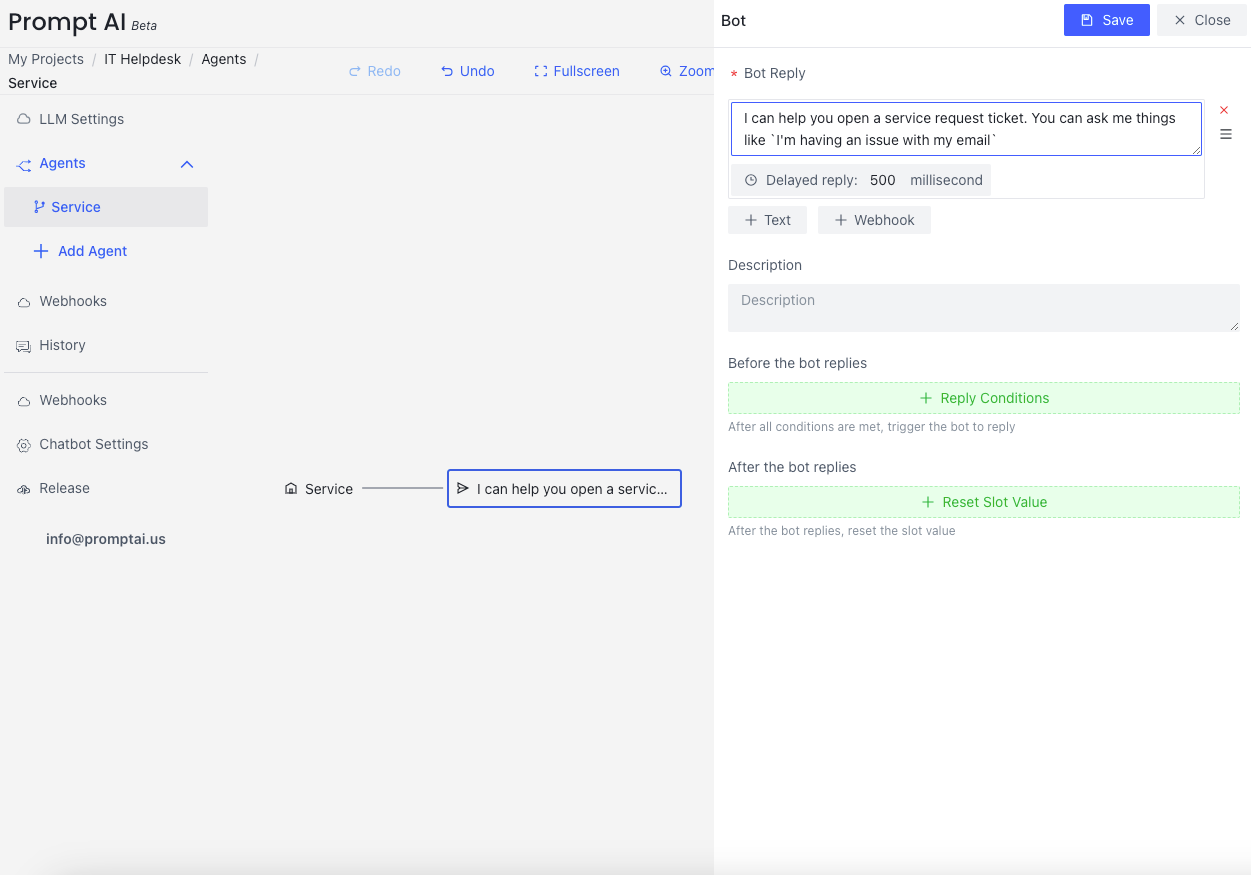 Prompt AI Beta
My Projects / IT Helpdesk / Agents /
Service
Redo
Undo
Fullscreen
Zoom
LLM Settings
Agents
Service
Add Agent
Webhooks
History
Webhooks
Chatbot Settings
Release
info@promptai.us
Service
I can help you open a servic...
Bot
Save
Close
* Bot Reply
I can help you open a service request ticket. You can ask me things
like `I'm having an issue with my email`
Delayed reply: 500 millisecond
+ Text
+ Webhook
Description
Description
Before the bot replies
+ Reply Conditions
After all conditions are met, trigger the bot to reply
After the bot replies
+ Reset Slot Value
After the bot replies, reset the slot value